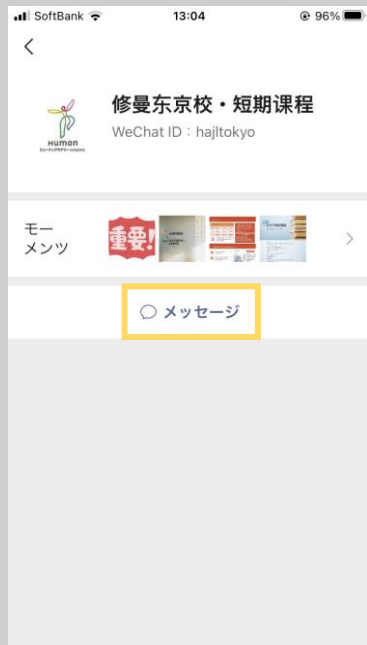 SoftBank 13:04 96%
修曼东京校・短期课程
WeChat ID：hajltokyo
Human
モー
メンツ
重要!
メッセージ